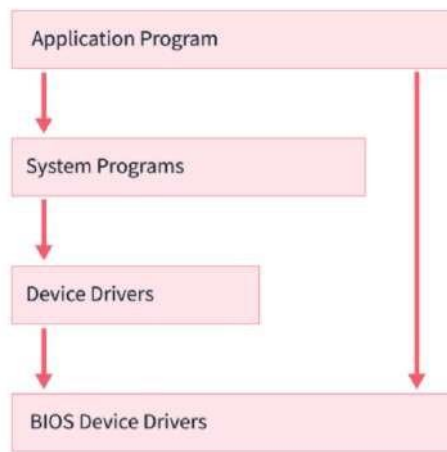 Application Program
System Programs
Device Drivers
BIOS Device Drivers